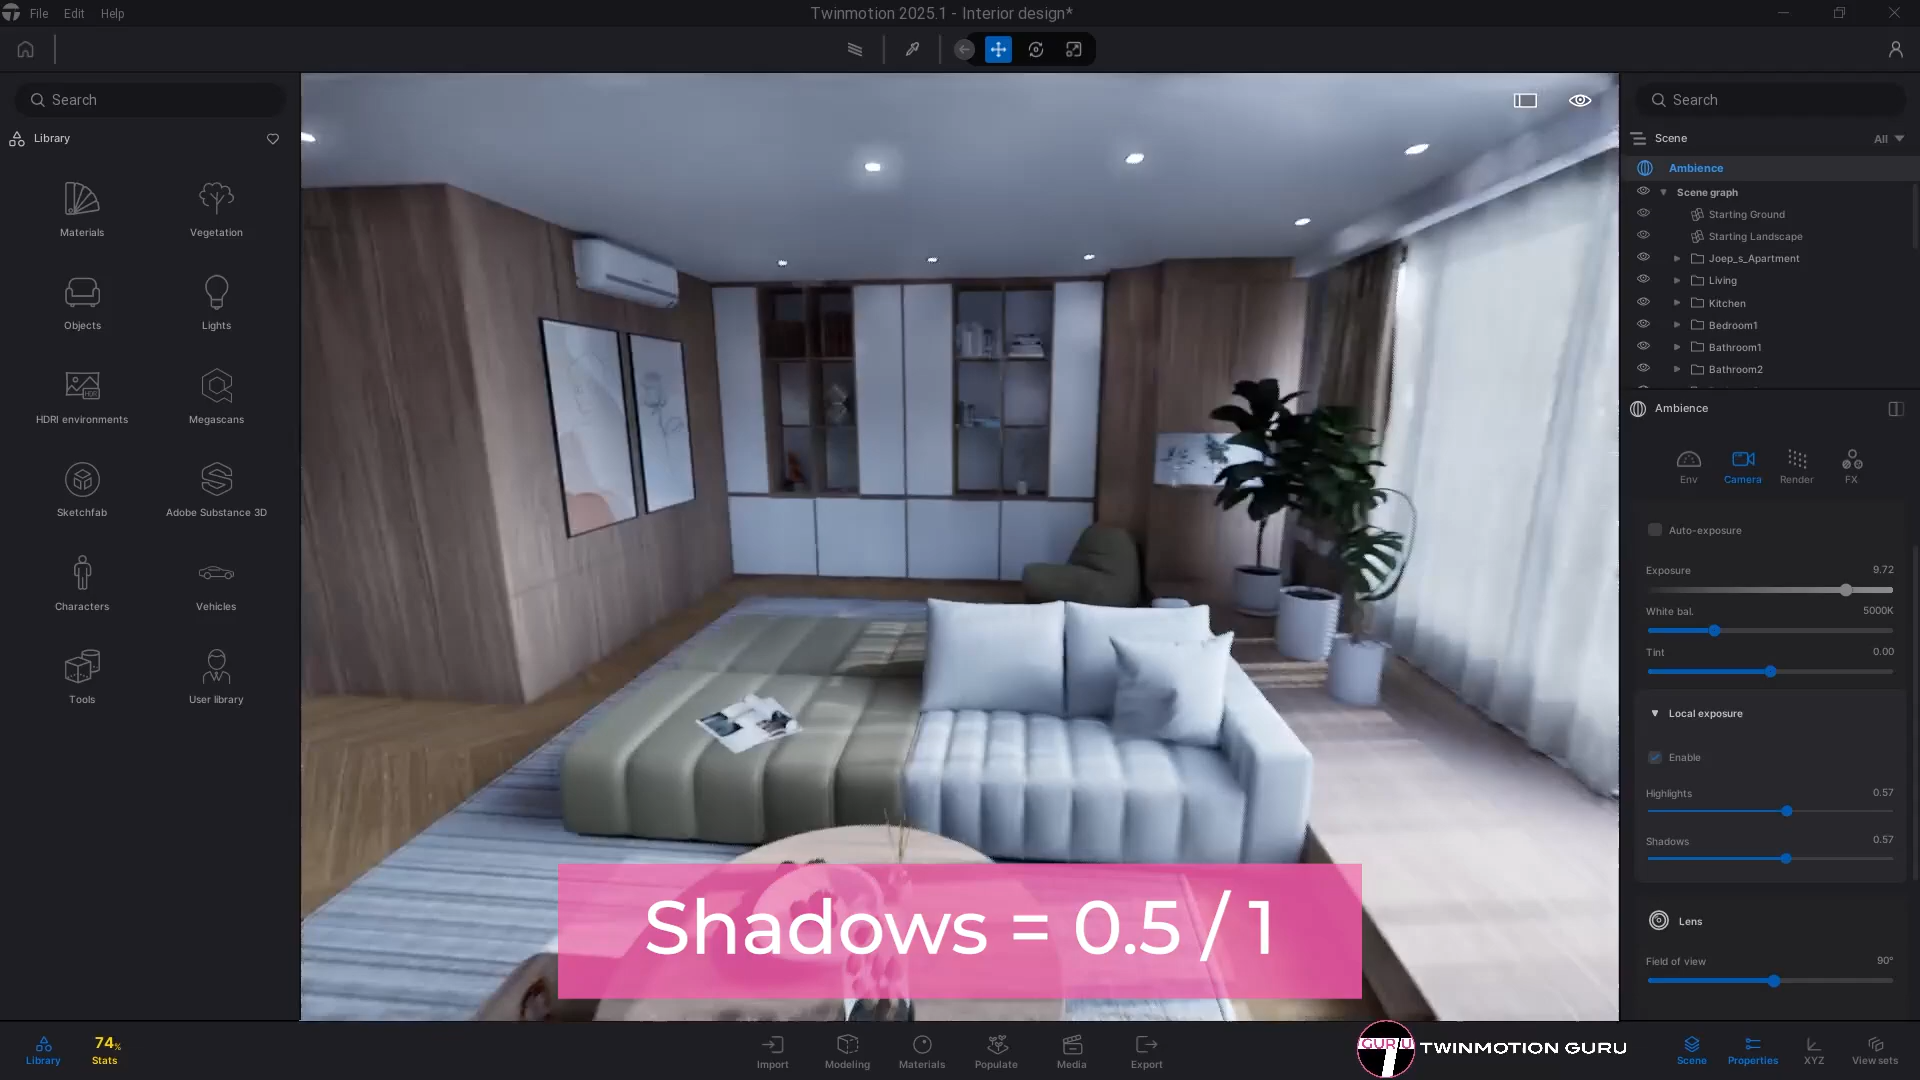 File Edit Help
Twinmotion 2025.1 - Interior design*
Search
Library
Materials
Vegetation
Objects
Lights
HDRI environments
Megascans
Sketchfab
Adobe Substance 3D
Characters
Vehicles
Tools
User library
Search
Scene
All
Ambience
Scene graph
Starting Ground
Starting Landscape
Joep_s_Apartment
Living
Kitchen
Bedroom1
Bathroom1
Bathroom2
Ambience
Env
Camera
Render
FX
Auto-exposure
Exposure 9.72
White bal. 5000K
Tint 0.00
Local exposure
Enable
Highlights 0.57
Shadows 0.57
Lens
Field of view 90°
Shadows = 0.5 / 1
Library
74%
Stats
Import
Modeling
Materials
Populate
Media
Export
GURU
T
TWINMOTION GURU
Scene
Properties
XYZ
View sets